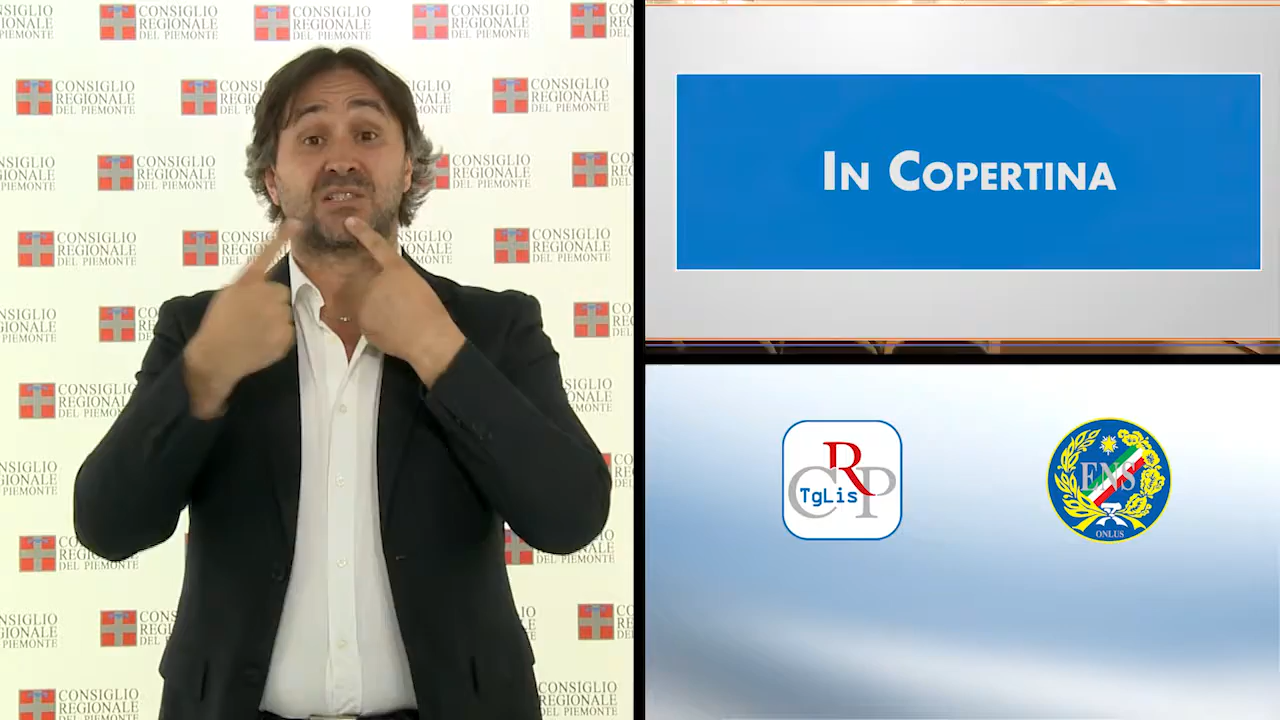 CONSIGLIO
REGIONALE
DEL PIEMONTE
In Copertina
CRP
TgLis
ENS
ONLUS